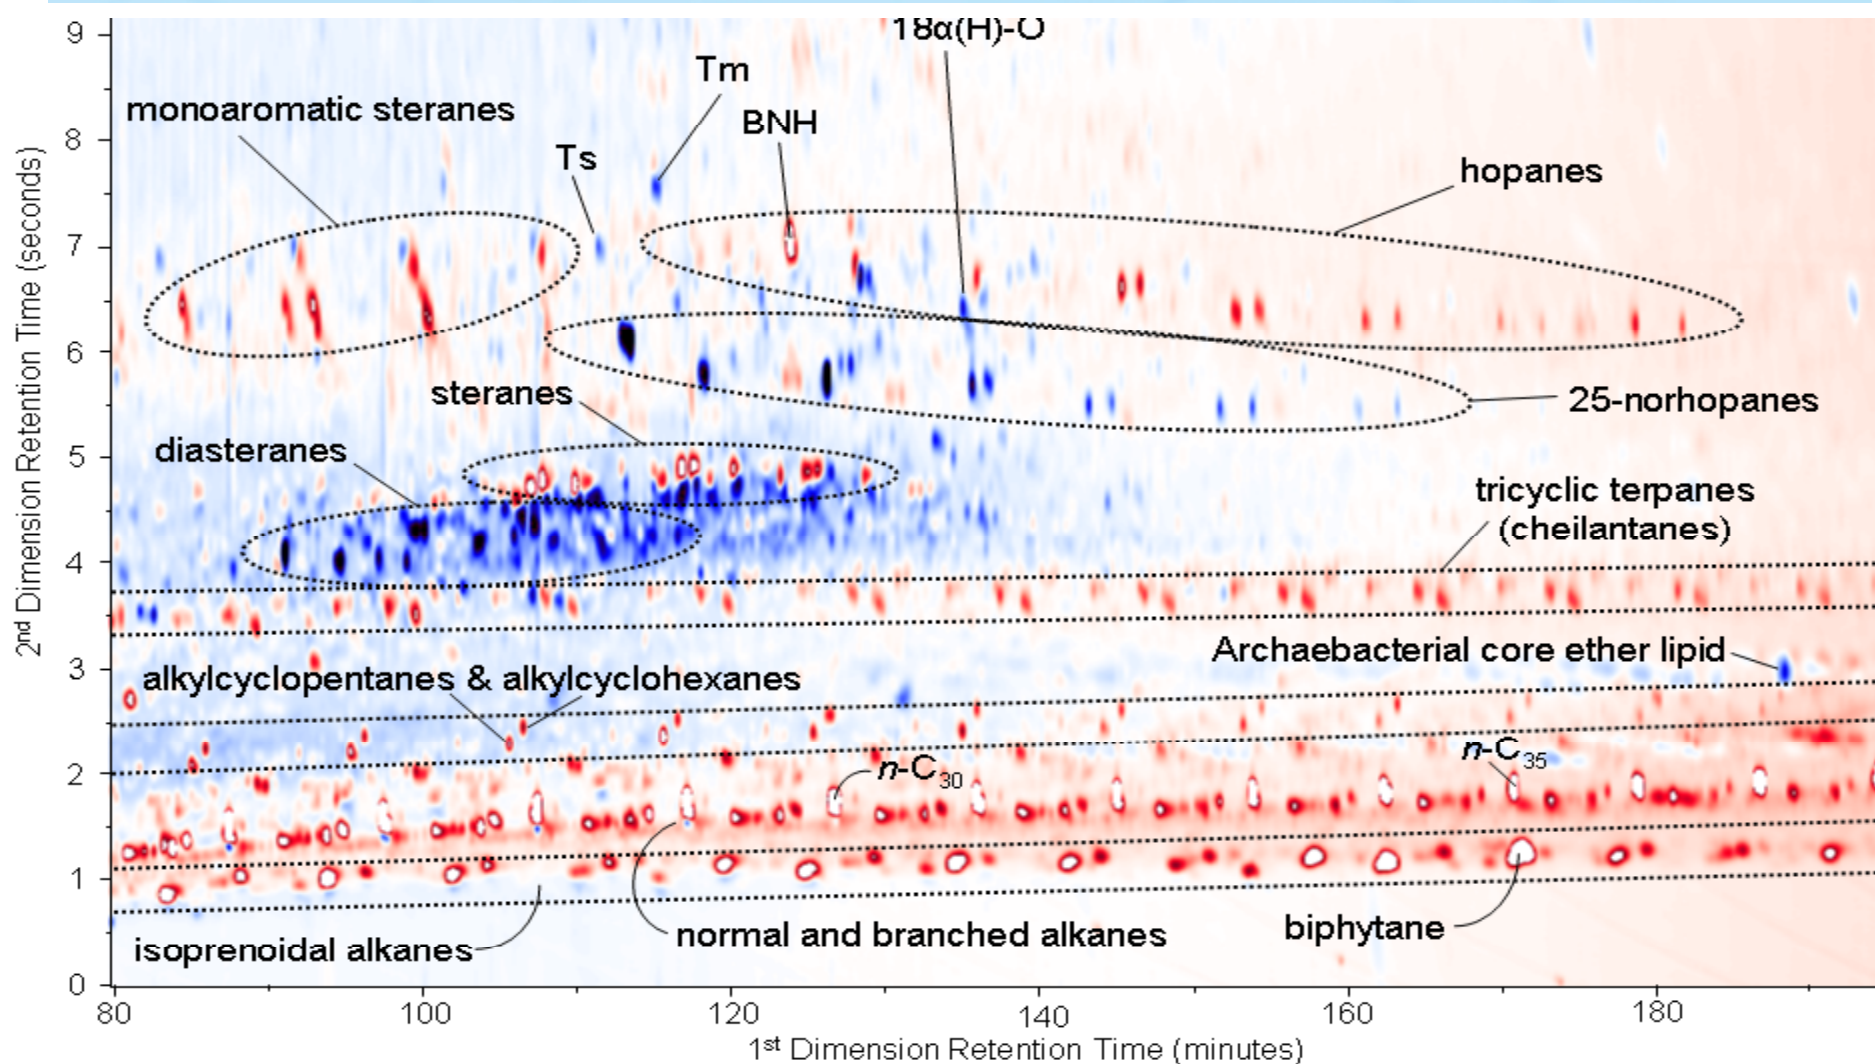 18α(H)-O
Tm
monoaromatic steranes
BNH
Ts
hopanes
steranes
25-norhopanes
diasteranes
tricyclic terpanes
(cheilantanes)
Archaebacterial core ether lipid
alkylcyclopentanes & alkylcyclohexanes
n-C35
n-C30
normal and branched alkanes
biphytane
isoprenoidal alkanes
9
8
7
6
5
4
3
2
1
0
2nd Dimension Retention Time (seconds)
80 100 120 140 160 180
1st Dimension Retention Time (minutes)